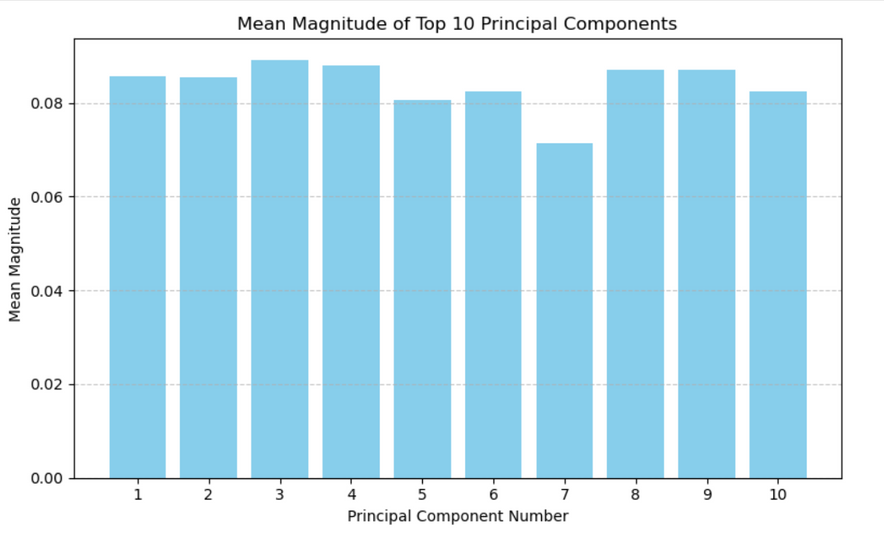 Mean Magnitude of Top 10 Principal Components
Mean Magnitude
0.08
0.06
0.04
0.02
0.00
1 2 3 4 5 6 7 8 9 10
Principal Component Number